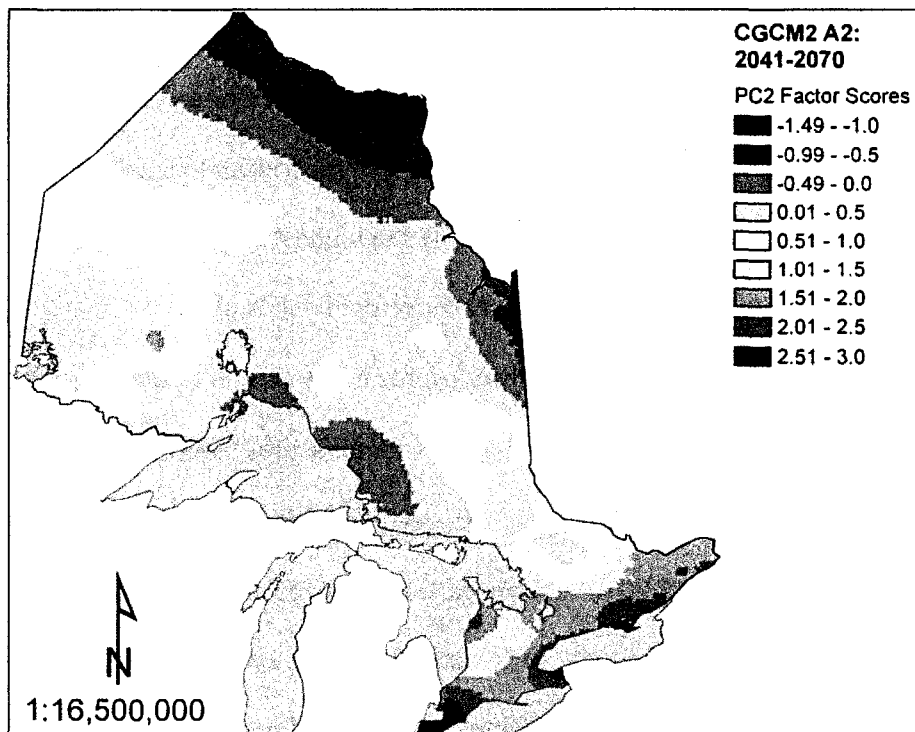 CGCM2 A2:
2041-2070
PC2 Factor Scores
-1.49 - -1.0
-0.99 - -0.5
-0.49 - 0.0
0.01 - 0.5
0.51 - 1.0
1.01 - 1.5
1.51 - 2.0
2.01 - 2.5
2.51 - 3.0
N
1:16,500,000